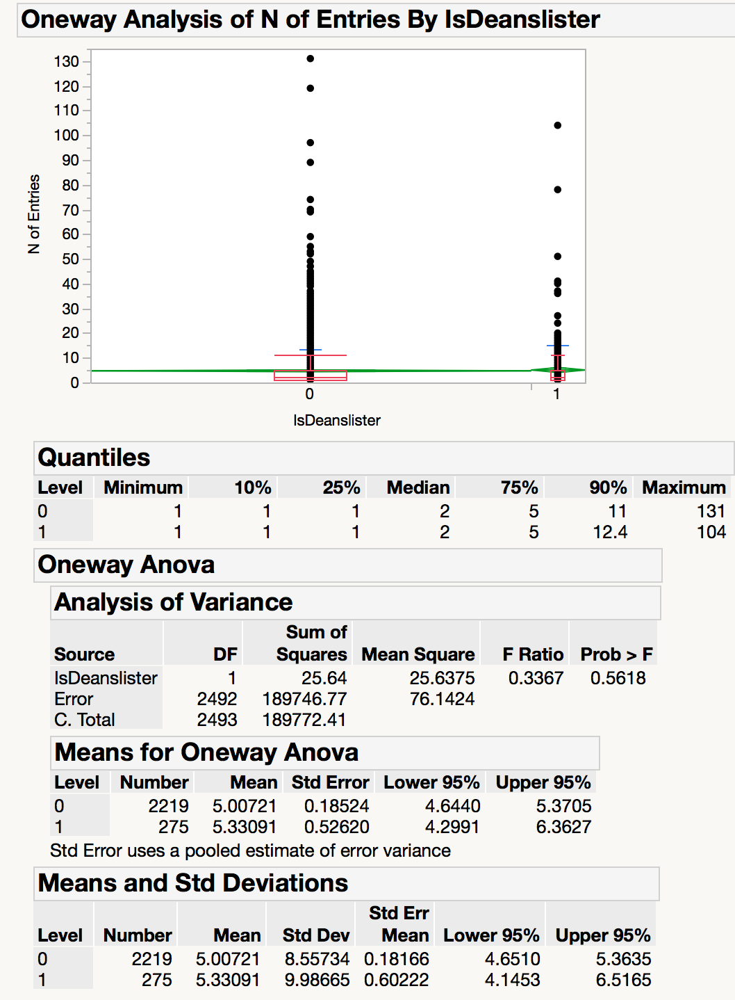 Oneway Analysis of N of Entries By IsDeanslister
130
120
110
100
90
80
70
60
50
40
30
20
10
0
N of Entries
0 1
IsDeanslister
Quantiles
Level Minimum 10% 25% Median 75% 90% Maximum
0 1 1 1 2 5 11 131
1 1 1 1 2 5 12.4 104
Oneway Anova
Analysis of Variance
Sum of
Source DF Squares Mean Square F Ratio Prob > F
IsDeanslister 1 25.64 25.6375 0.3367 0.5618
Error 2492 189746.77 76.1424
C. Total 2493 189772.41
Means for Oneway Anova
Level Number Mean Std Error Lower 95% Upper 95%
0 2219 5.00721 0.18524 4.6440 5.3705
1 275 5.33091 0.52620 4.2991 6.3627
Std Error uses a pooled estimate of error variance
Means and Std Deviations
Std Err
Level Number Mean Std Dev Mean Lower 95% Upper 95%
0 2219 5.00721 8.55734 0.18166 4.6510 5.3635
1 275 5.33091 9.98665 0.60222 4.1453 6.5165